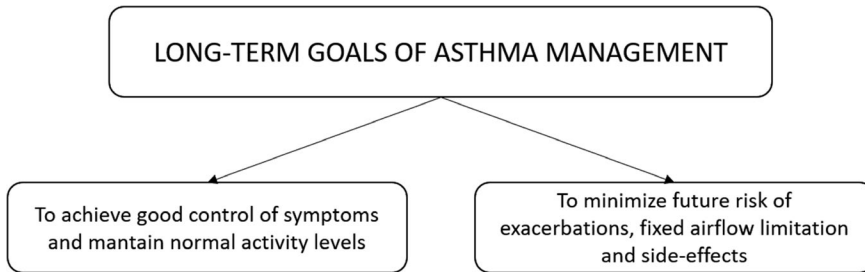 LONG-TERM GOALS OF ASTHMA MANAGEMENT
To achieve good control of symptoms
and mantain normal activity levels
To minimize future risk of
exacerbations, fixed airflow limitation
and side-effects